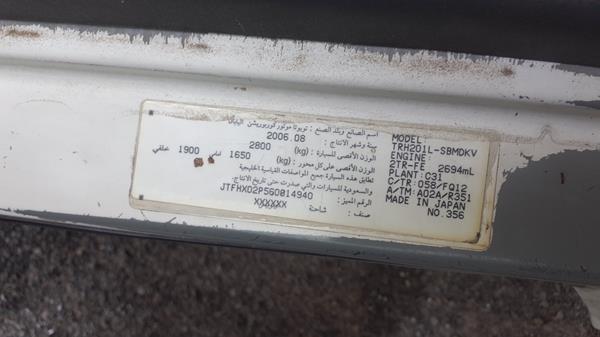 اسم الصانع وبلد الصنع : تويوتا موتور كوربوريشن اليابان
سنة وشهر الانتاج : 2006.08
الوزن الأقصى للسيارة : (kg) 2800
الوزن الأقصى على كل محور : (kg) 1650 أمامي 1900 خلفي
تطابق هذه السيارة جميع المواصفات القياسية الخليجية
والسعودية للسيارات والتي صدرت حتى تاريخ الانتاج
الرقم المميز : JTFHX02P560014940
XXXXXX
صنف : شاحنة
MODEL:
TRH201L-SBMDKV
ENGINE:
2TR-FE 2694mL
PLANT: C31
C/TR: 058/FQ12
A/TM: A02A/R351
MADE IN JAPAN
NO.356